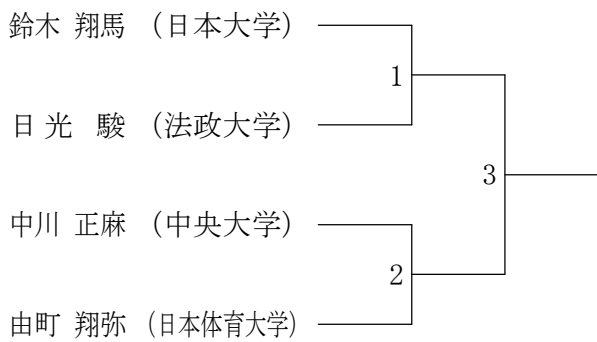 鈴木 翔馬 （日本大学）
1
日光 駿 （法政大学）
3
中川 正麻 （中央大学）
2
由町 翔弥 （日本体育大学）